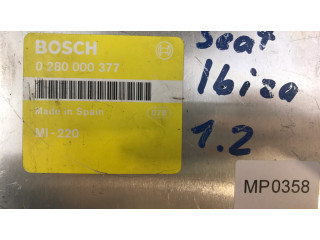 BOSCH
0 280 000 377
Made in Spain
MI-220
Seat
Ibiza
1.2
MP0358